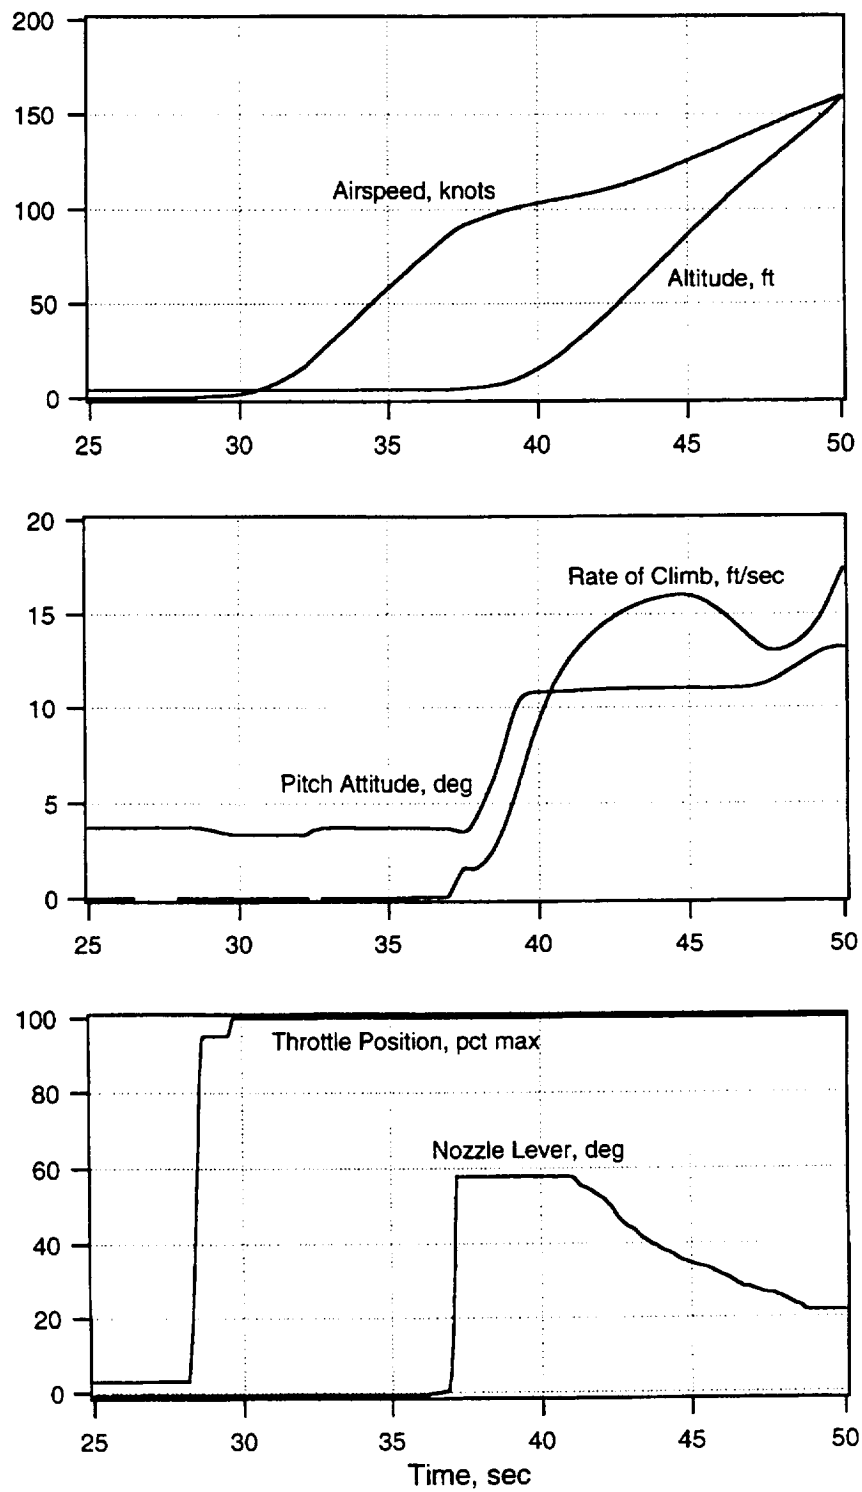 200
150
Airspeed, knots
100
Altitude, ft
50
0
25 30 35 40 45 50
20
Rate of Climb, ft/sec
15
10
Pitch Attitude, deg
5
0
25 30 35 40 45 50
100
Throttle Position, pct max
80
Nozzle Lever, deg
60
40
20
0
25 30 35 40 45 50
Time, sec